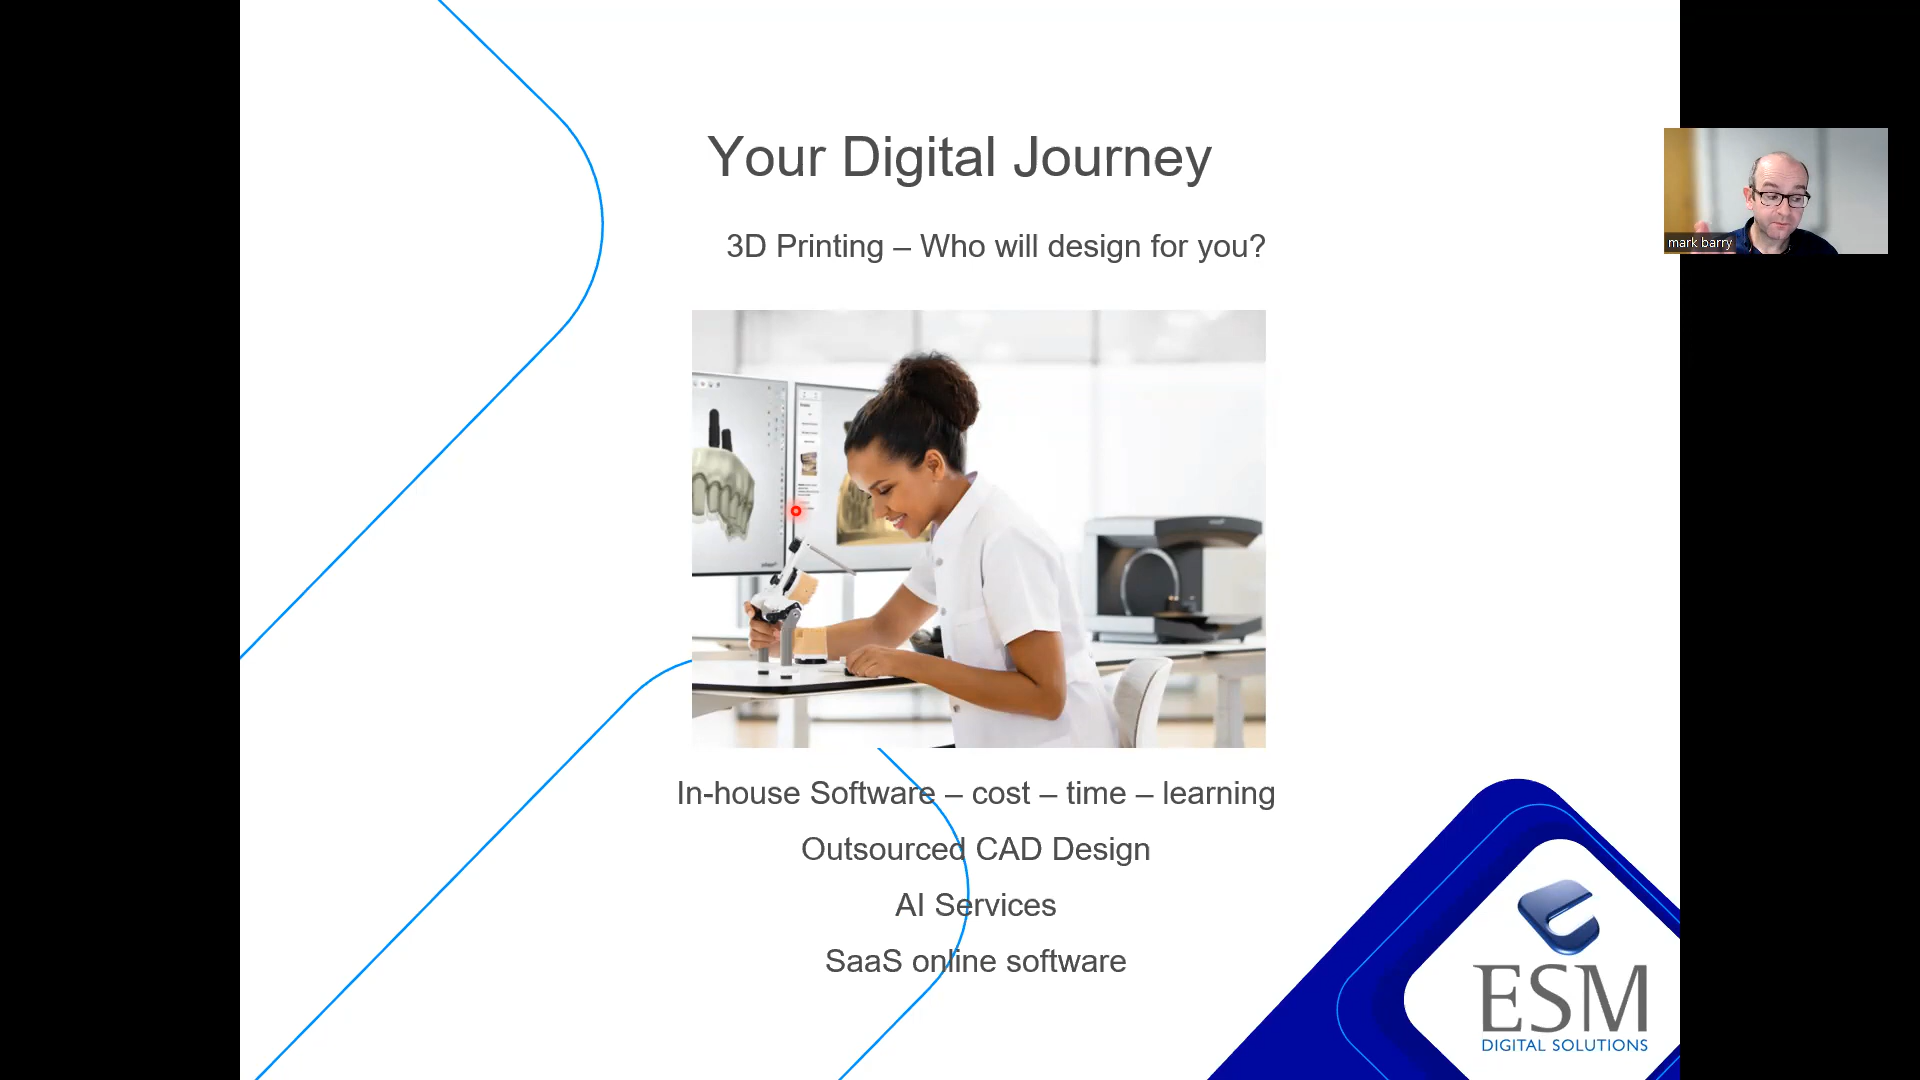 Your Digital Journey
3D Printing – Who will design for you?
mark barry
In-house Software – cost – time – learning
Outsourced CAD Design
AI Services
SaaS online software
ESM
DIGITAL SOLUTIONS